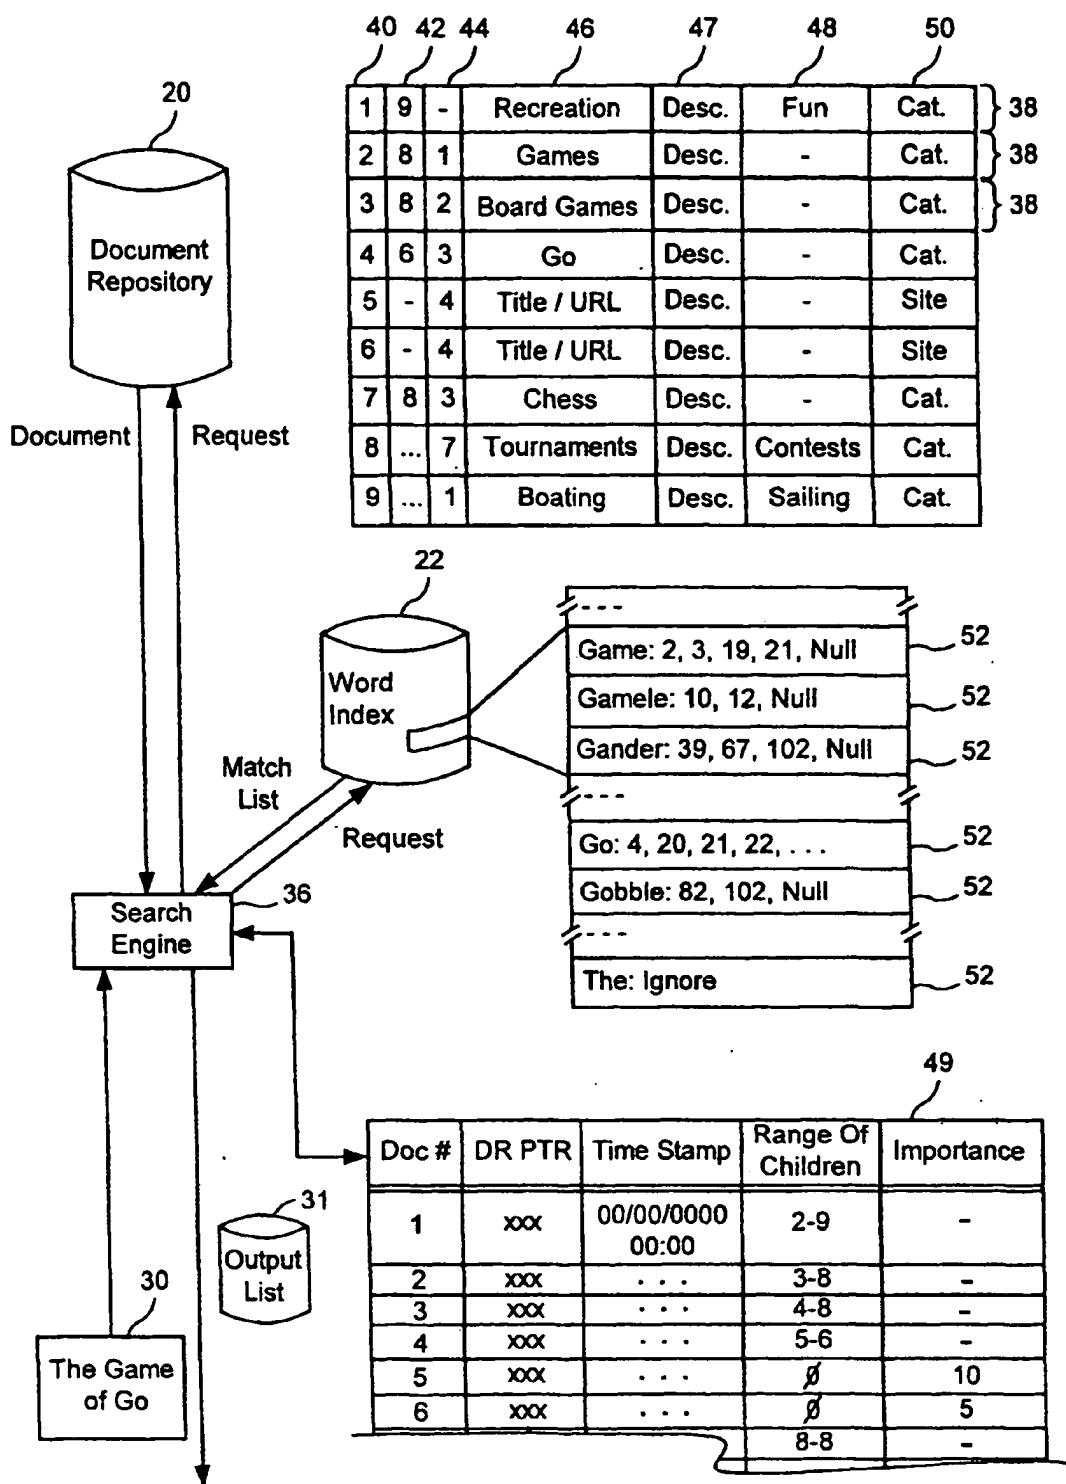 40 42 44 46 47 48 50
1 9 - Recreation Desc. Fun Cat. 38
2 8 1 Games Desc. - Cat. 38
3 8 2 Board Games Desc. - Cat. 38
4 6 3 Go Desc. - Cat.
5 - 4 Title / URL Desc. - Site
6 - 4 Title / URL Desc. - Site
7 8 3 Chess Desc. - Cat.
8 ... 7 Tournaments Desc. Contests Cat.
9 ... 1 Boating Desc. Sailing Cat.
20
Document
Repository
Document
Request
22
Word
Index
Match
List
Request
- - - -
Game: 2, 3, 19, 21, Null 52
Gamele: 10, 12, Null 52
Gander: 39, 67, 102, Null 52
- - - -
Go: 4, 20, 21, 22, . . . 52
Gobble: 82, 102, Null 52
- - - -
The: Ignore 52
36
Search
Engine
31
Output
List
30
The Game
of Go
49
Doc # DR PTR Time Stamp Range Of Importance
Children
1 xxx 00/00/0000 2-9 -
00:00
2 xxx . . . 3-8 -
3 xxx . . . 4-8 -
4 xxx . . . 5-6 -
5 xxx . . . ∅ 10
6 xxx . . . ∅ 5
8-8 -